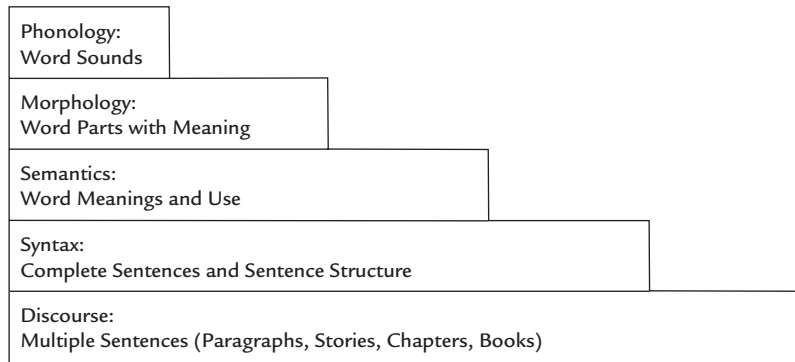 Phonology:
Word Sounds
Morphology:
Word Parts with Meaning
Semantics:
Word Meanings and Use
Syntax:
Complete Sentences and Sentence Structure
Discourse:
Multiple Sentences (Paragraphs, Stories, Chapters, Books)